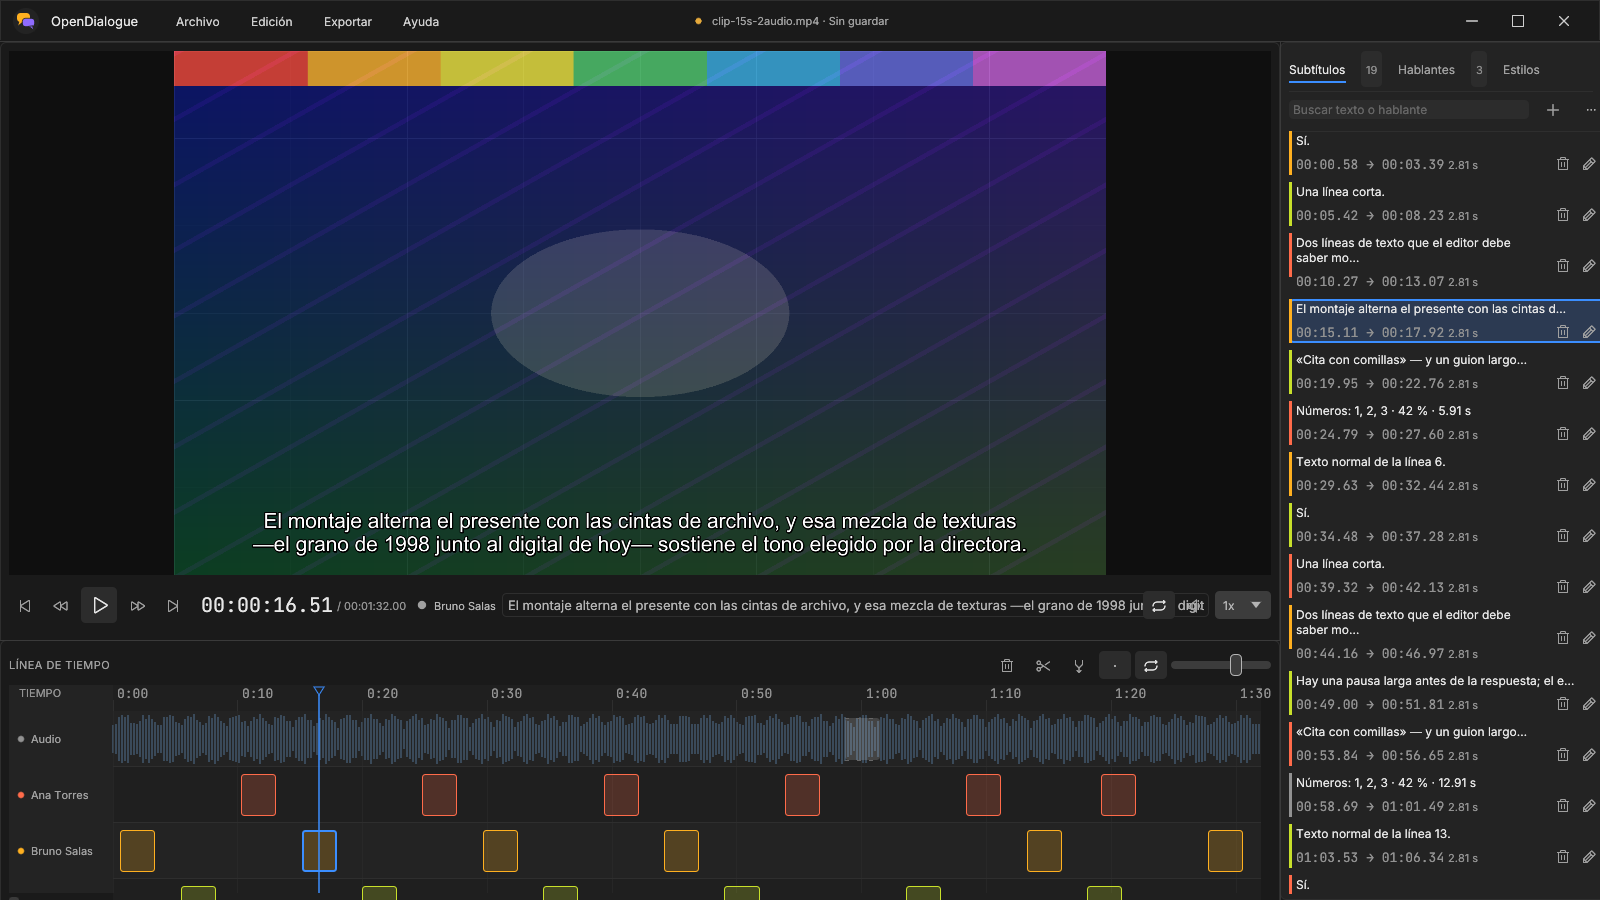 OpenDialogue
Archivo
Edición
Exportar
Ayuda
clip-15s-2audio.mp4 · Sin guardar
El montaje alterna el presente con las cintas de archivo, y esa mezcla de texturas
—el grano de 1998 junto al digital de hoy— sostiene el tono elegido por la directora.
00:00:16.51 / 00:01:32.00
Bruno Salas
El montaje alterna el presente con las cintas de archivo, y esa mezcla de texturas —el grano de 1998 jun
1x
Subtítulos 19
Hablantes 3
Estilos
Buscar texto o hablante
Sí.
00:00.58 → 00:03.39 2.81 s
Una línea corta.
00:05.42 → 00:08.23 2.81 s
Dos líneas de texto que el editor debe
saber mo...
00:10.27 → 00:13.07 2.81 s
El montaje alterna el presente con las cintas d...
00:15.11 → 00:17.92 2.81 s
«Cita con comillas» — y un guion largo...
00:19.95 → 00:22.76 2.81 s
Números: 1, 2, 3 · 42 % · 5.91 s
00:24.79 → 00:27.60 2.81 s
Texto normal de la línea 6.
00:29.63 → 00:32.44 2.81 s
Sí.
00:34.48 → 00:37.28 2.81 s
Una línea corta.
00:39.32 → 00:42.13 2.81 s
Dos líneas de texto que el editor debe
saber mo...
00:44.16 → 00:46.97 2.81 s
Hay una pausa larga antes de la respuesta; el e...
00:49.00 → 00:51.81 2.81 s
«Cita con comillas» — y un guion largo...
00:53.84 → 00:56.65 2.81 s
Números: 1, 2, 3 · 42 % · 12.91 s
00:58.69 → 01:01.49 2.81 s
Texto normal de la línea 13.
01:03.53 → 01:06.34 2.81 s
Sí.
LÍNEA DE TIEMPO
TIEMPO
0:00 0:10 0:20 0:30 0:40 0:50 1:00 1:10 1:20 1:30
Audio
Ana Torres
Bruno Salas